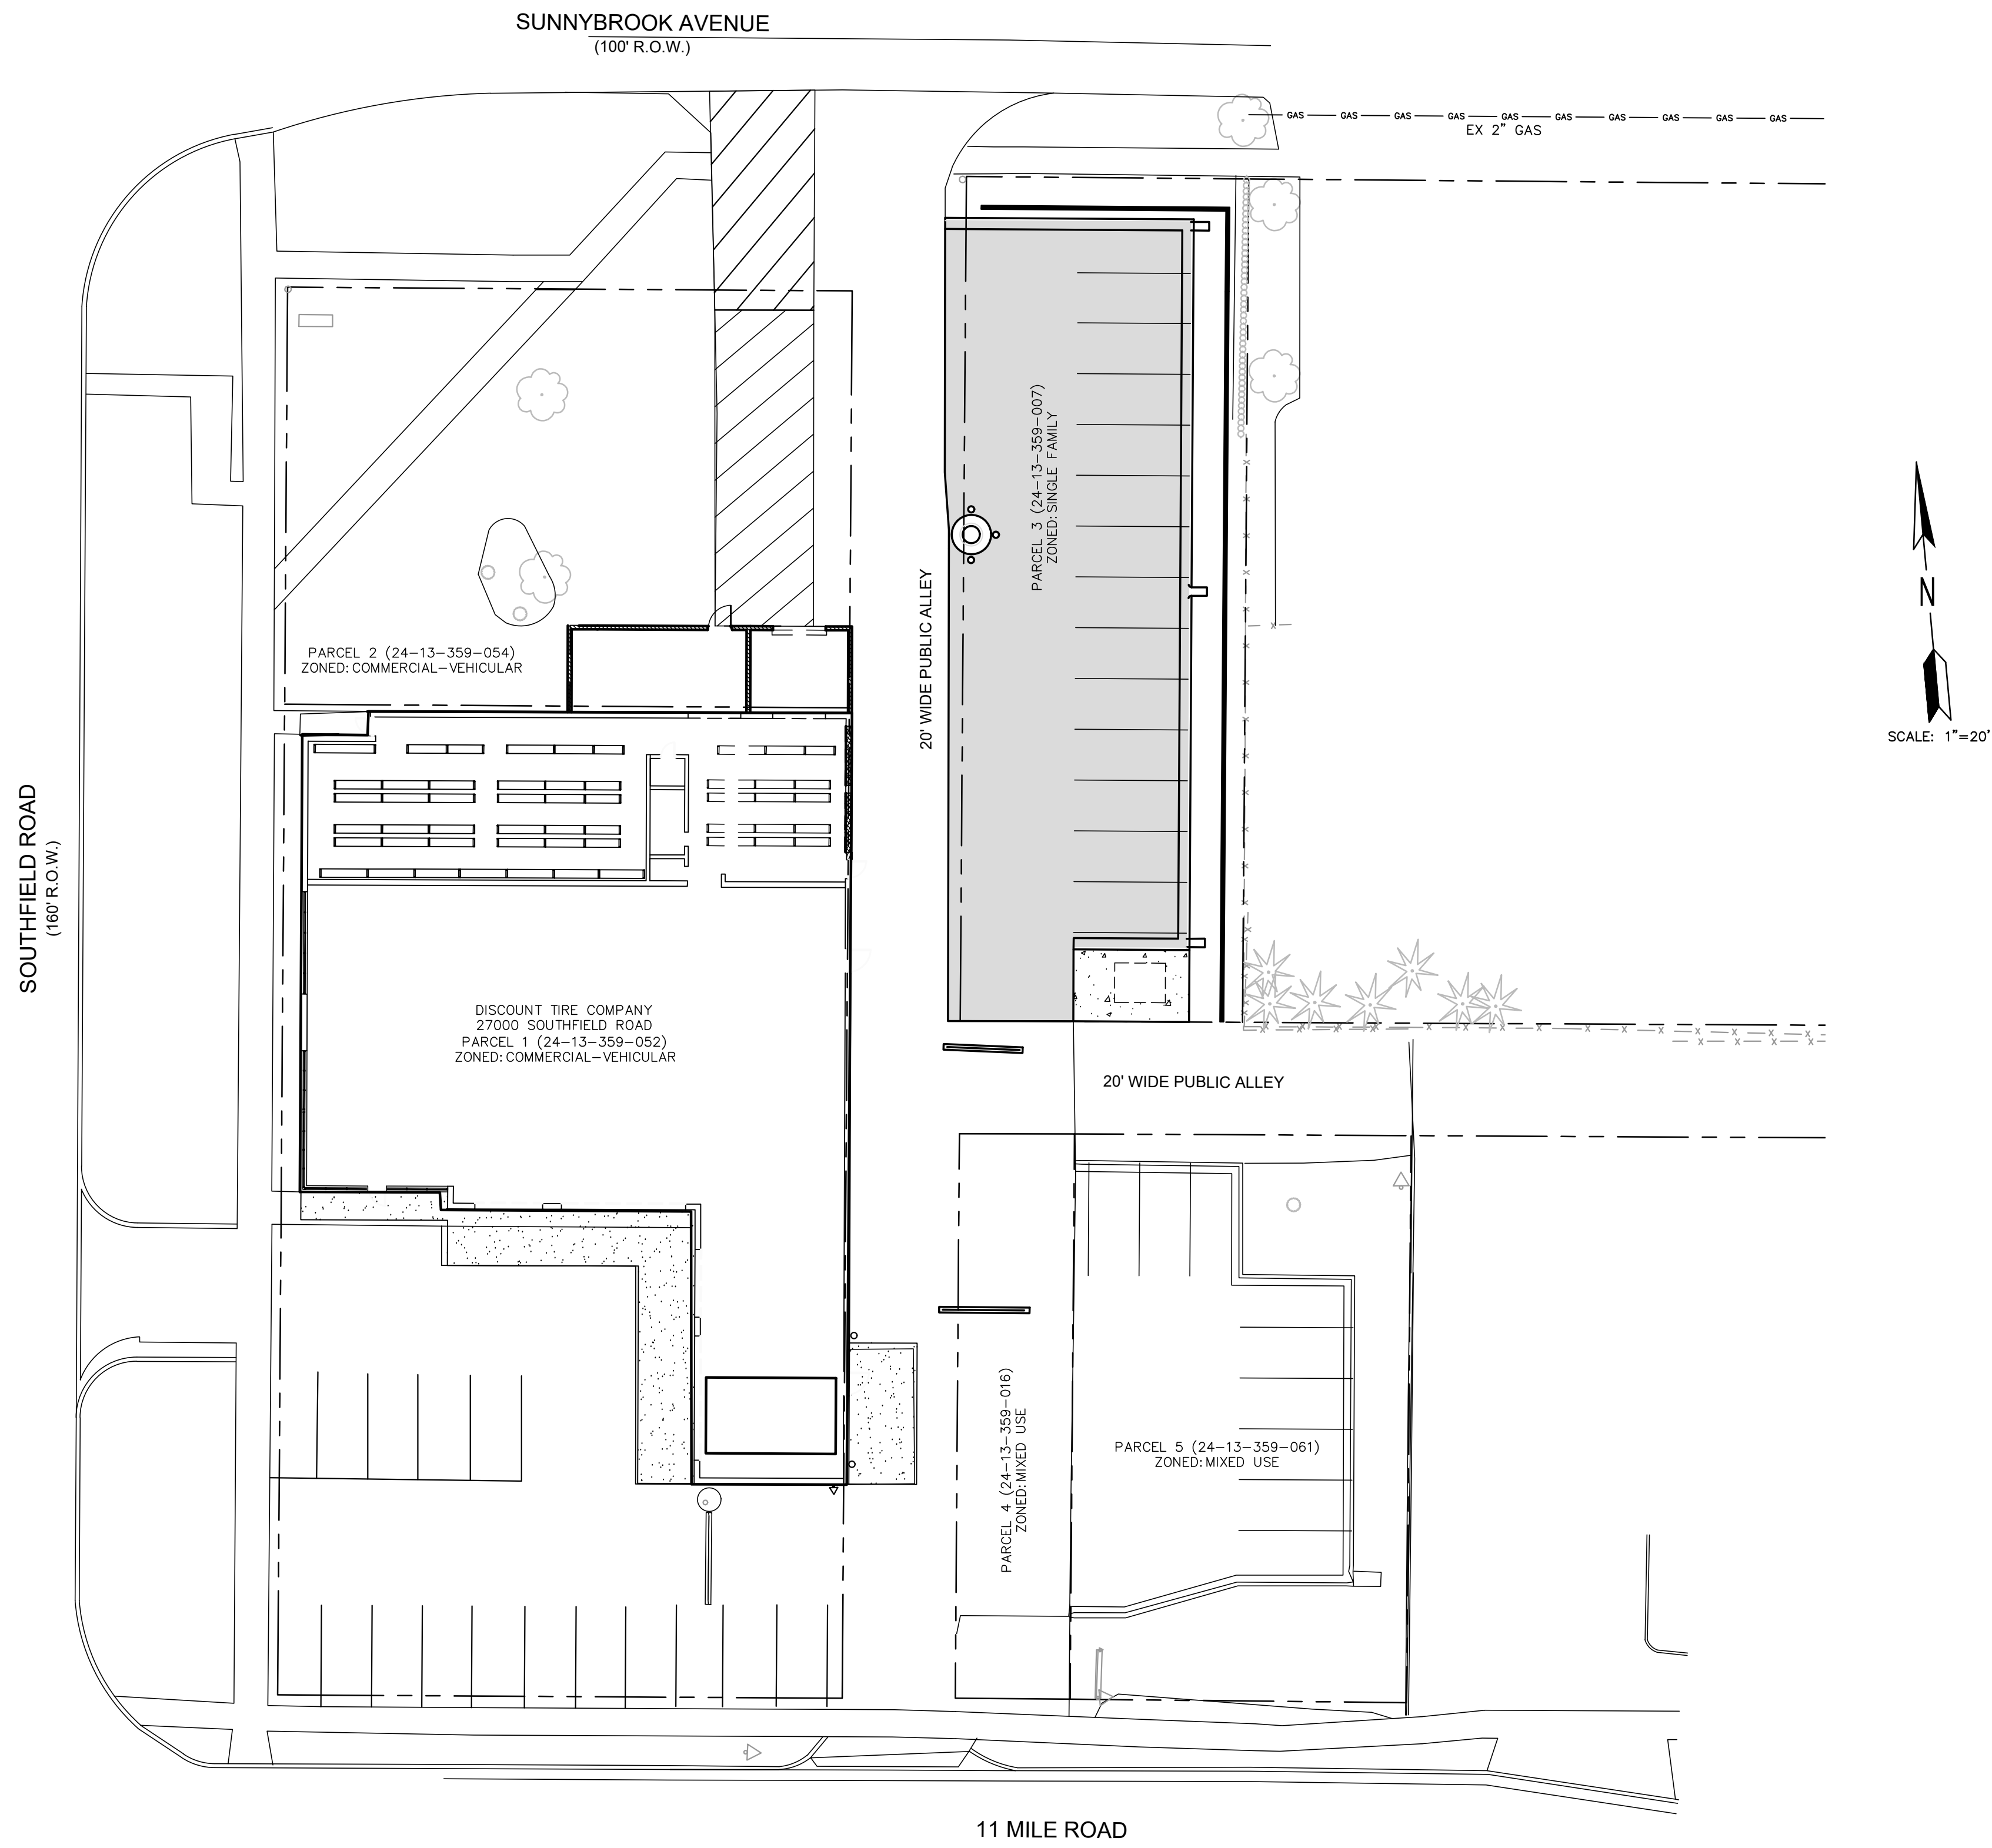 SUNNYBROOK AVENUE
(100' R.O.W.)
GAS GAS GAS GAS GAS GAS GAS GAS GAS GAS
EX 2" GAS
PARCEL 3 (24-13-359-007)
ZONED: SINGLE FAMILY
20' WIDE PUBLIC ALLEY
N
SCALE: 1"=20'
PARCEL 2 (24-13-359-054)
ZONED: COMMERCIAL-VEHICULAR
SOUTHFIELD ROAD
(160' R.O.W.)
DISCOUNT TIRE COMPANY
27000 SOUTHFIELD ROAD
PARCEL 1 (24-13-359-052)
ZONED: COMMERCIAL-VEHICULAR
20' WIDE PUBLIC ALLEY
PARCEL 4 (24-13-359-016)
ZONED: MIXED USE
PARCEL 5 (24-13-359-061)
ZONED: MIXED USE
11 MILE ROAD